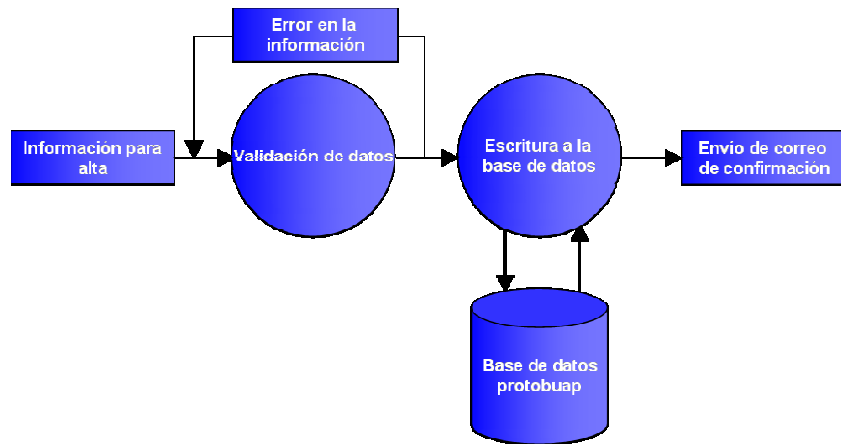 Error en la
información
Información para
alta
Validación de datos
Escritura a la
base de datos
Envio de correo
de confirmación
Base de datos
protobuap